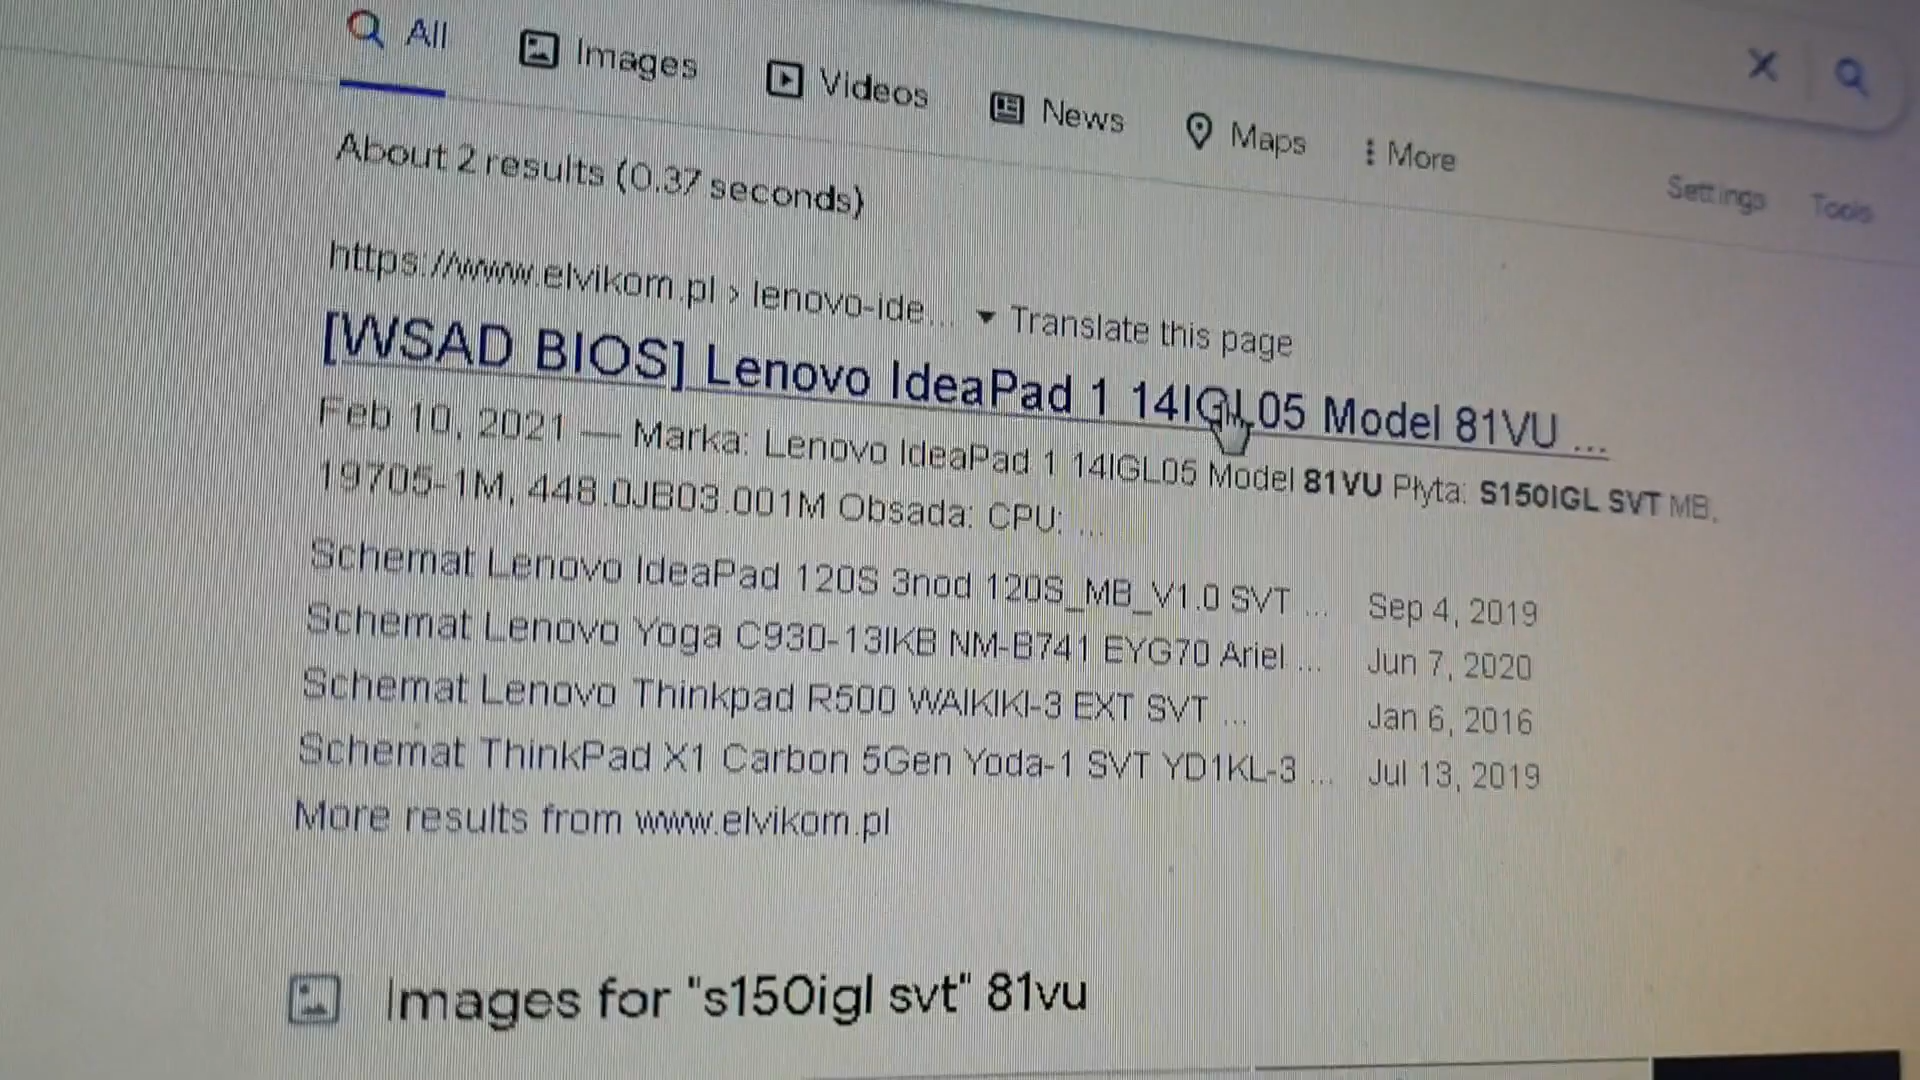 All Images Videos News Maps More
Settings Tools
About 2 results (0.37 seconds)
https://www.elvikom.pl › lenovo-ide... Translate this page
[WSAD BIOS] Lenovo IdeaPad 1 14IGL05 Model 81VU ...
Feb 10, 2021 — Marka: Lenovo IdeaPad 1 14IGL05 Model 81VU Płyta: S150IGL SVT MB,
19705-1M, 448.0JB03.001M Obsada: CPU: ...
Schemat Lenovo IdeaPad 120S 3nod 120S_MB_V1.0 SVT ... Sep 4, 2019
Schemat Lenovo Yoga C930-13IKB NM-B741 EYG70 Ariel ... Jun 7, 2020
Schemat Lenovo Thinkpad R500 WAIKIKI-3 EXT SVT ... Jan 6, 2016
Schemat ThinkPad X1 Carbon 5Gen Yoda-1 SVT YD1KL-3 ... Jul 13, 2019
More results from www.elvikom.pl
Images for "s150igl svt" 81vu